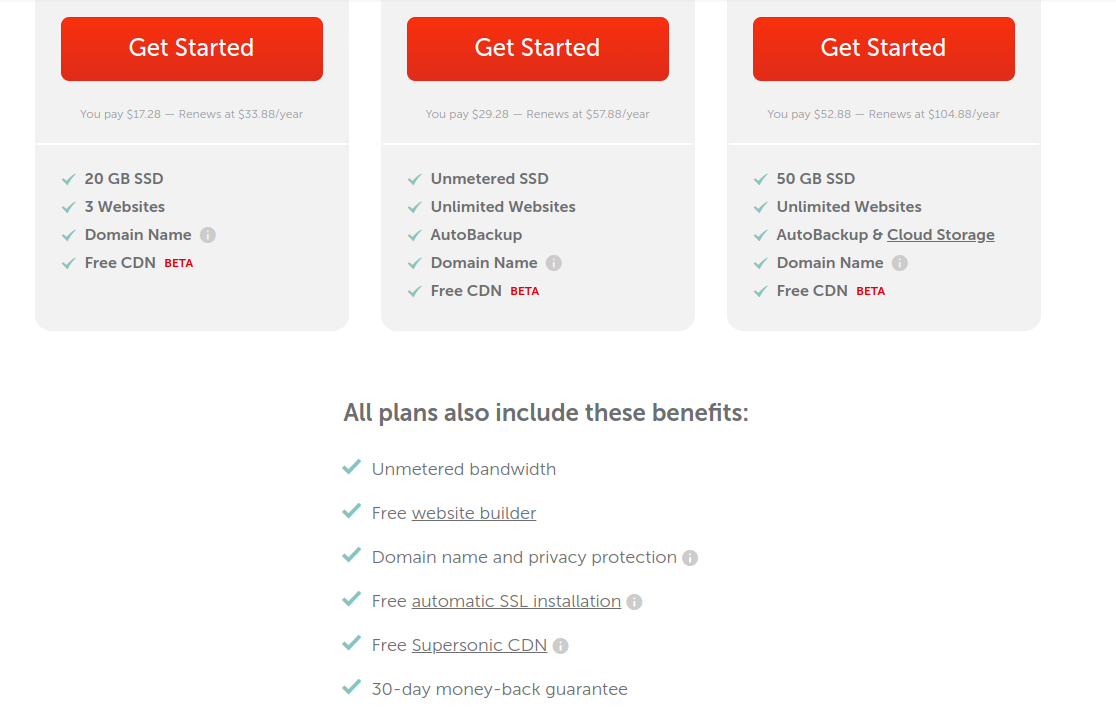 Get Started
You pay $17.28 — Renews at $33.88/year
20 GB SSD
3 Websites
Domain Name
Free CDN BETA
Get Started
You pay $29.28 — Renews at $57.88/year
Unmetered SSD
Unlimited Websites
AutoBackup
Domain Name
Free CDN BETA
Get Started
You pay $52.88 — Renews at $104.88/year
50 GB SSD
Unlimited Websites
AutoBackup & Cloud Storage
Domain Name
Free CDN BETA
All plans also include these benefits:
Unmetered bandwidth
Free website builder
Domain name and privacy protection
Free automatic SSL installation
Free Supersonic CDN
30-day money-back guarantee